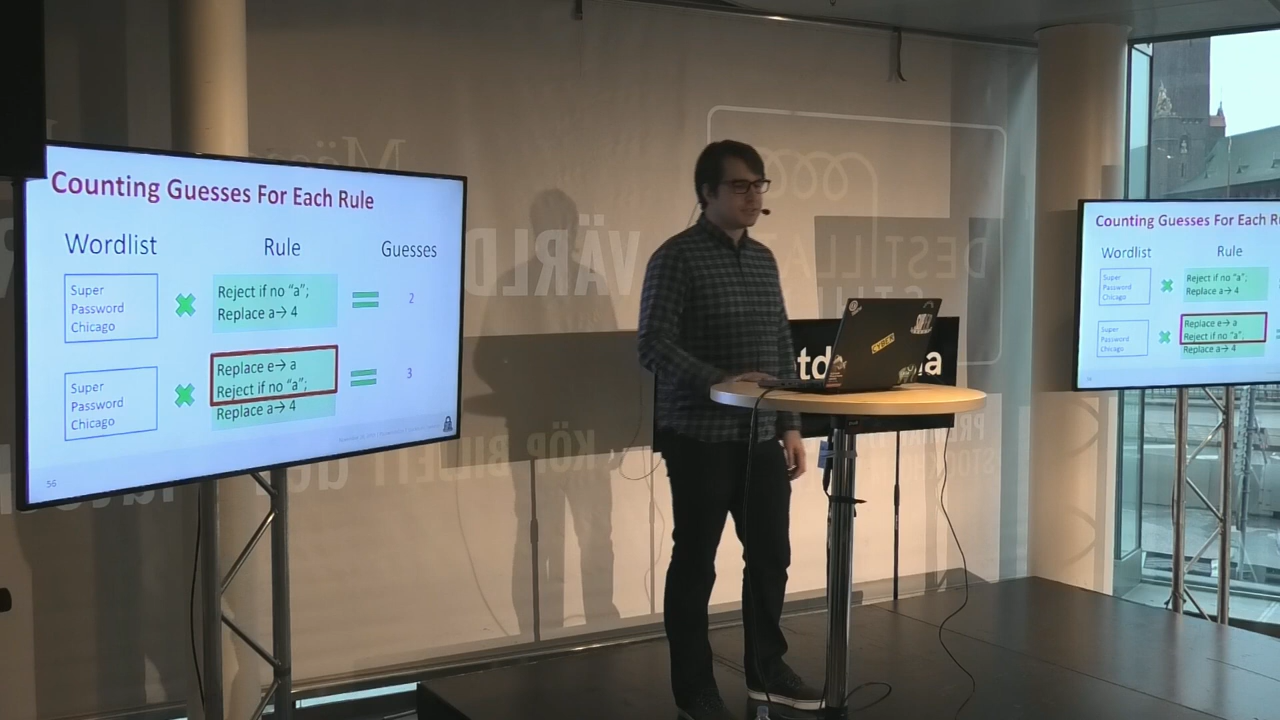 Counting Guesses For Each Rule
Wordlist
Rule
Guesses
Super
Password
Chicago
Reject if no “a”;
Replace a→ 4
2
Super
Password
Chicago
Replace e→ a
Reject if no “a”;
Replace a→ 4
3
56
VÄRLD
DESTILLAT
KÖP BILJETT
CYBER
Counting Guesses For Each Ru
Wordlist
Rule
Super
Password
Chicago
Reject if no “a”,
Replace a→ 4
Super
Password
Chicago
Replace e→ a
Reject if no “a”,
Replace a→ 4